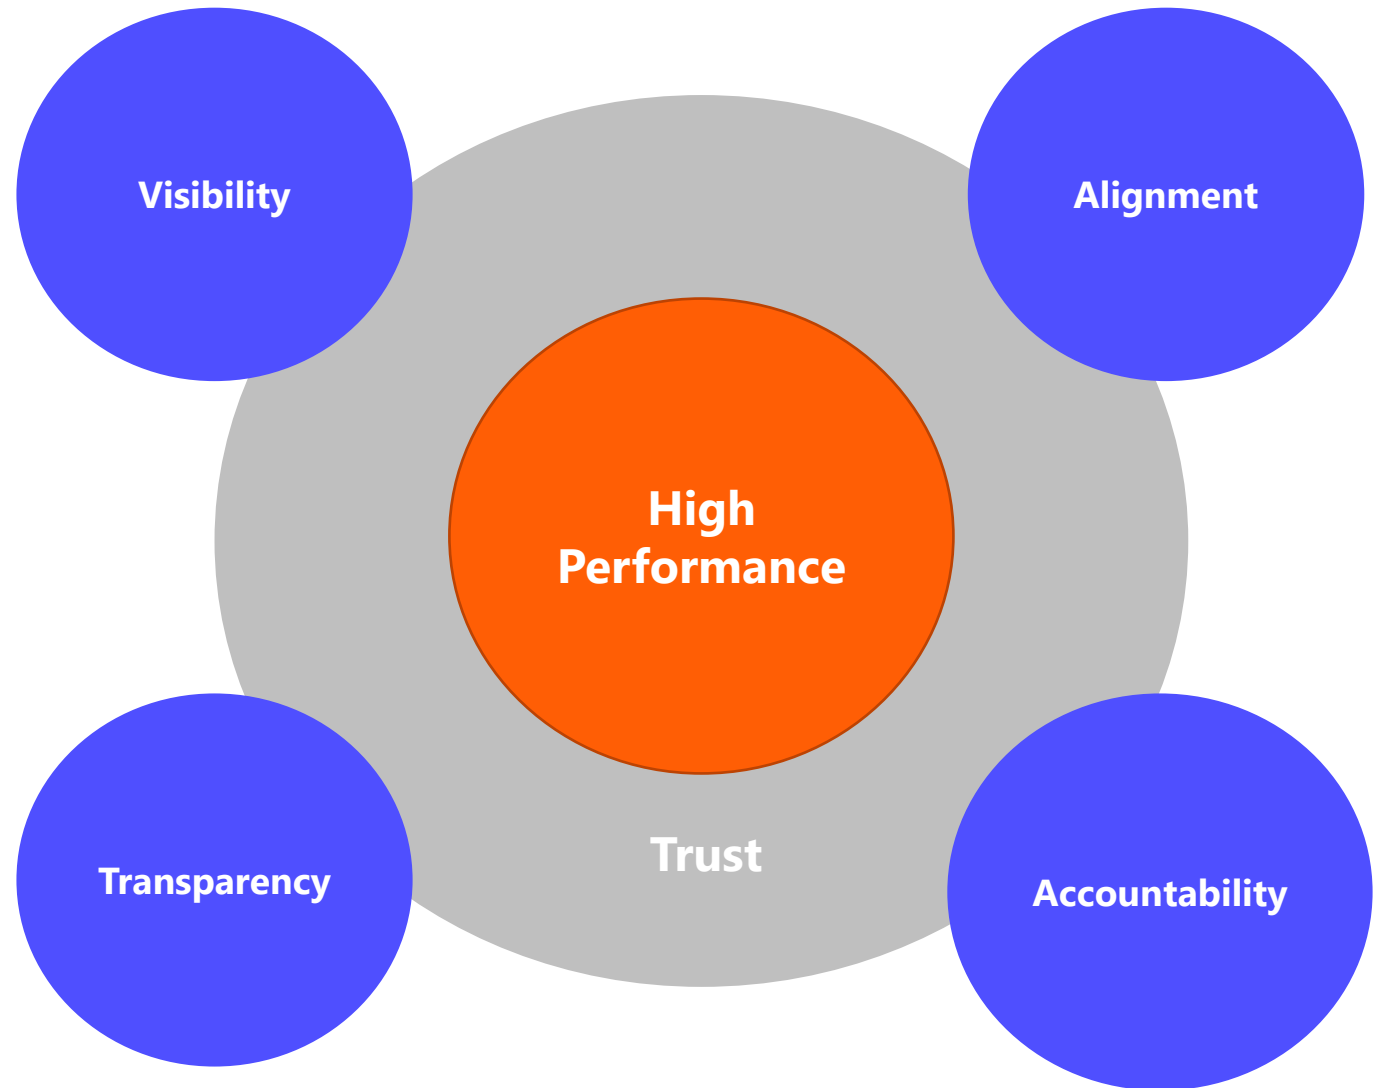 Visibility
Alignment
High
Performance
Trust
Transparency
Accountability